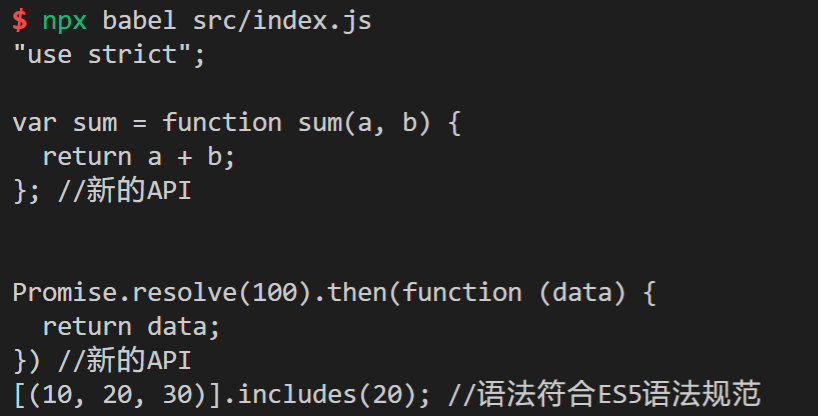 $ npx babel src/index.js
"use strict";
var sum = function sum(a, b) {
  return a + b;
}; //新的API
Promise.resolve(100).then(function (data) {
  return data;
}) //新的API
[(10, 20, 30)].includes(20); //语法符合ES5语法规范